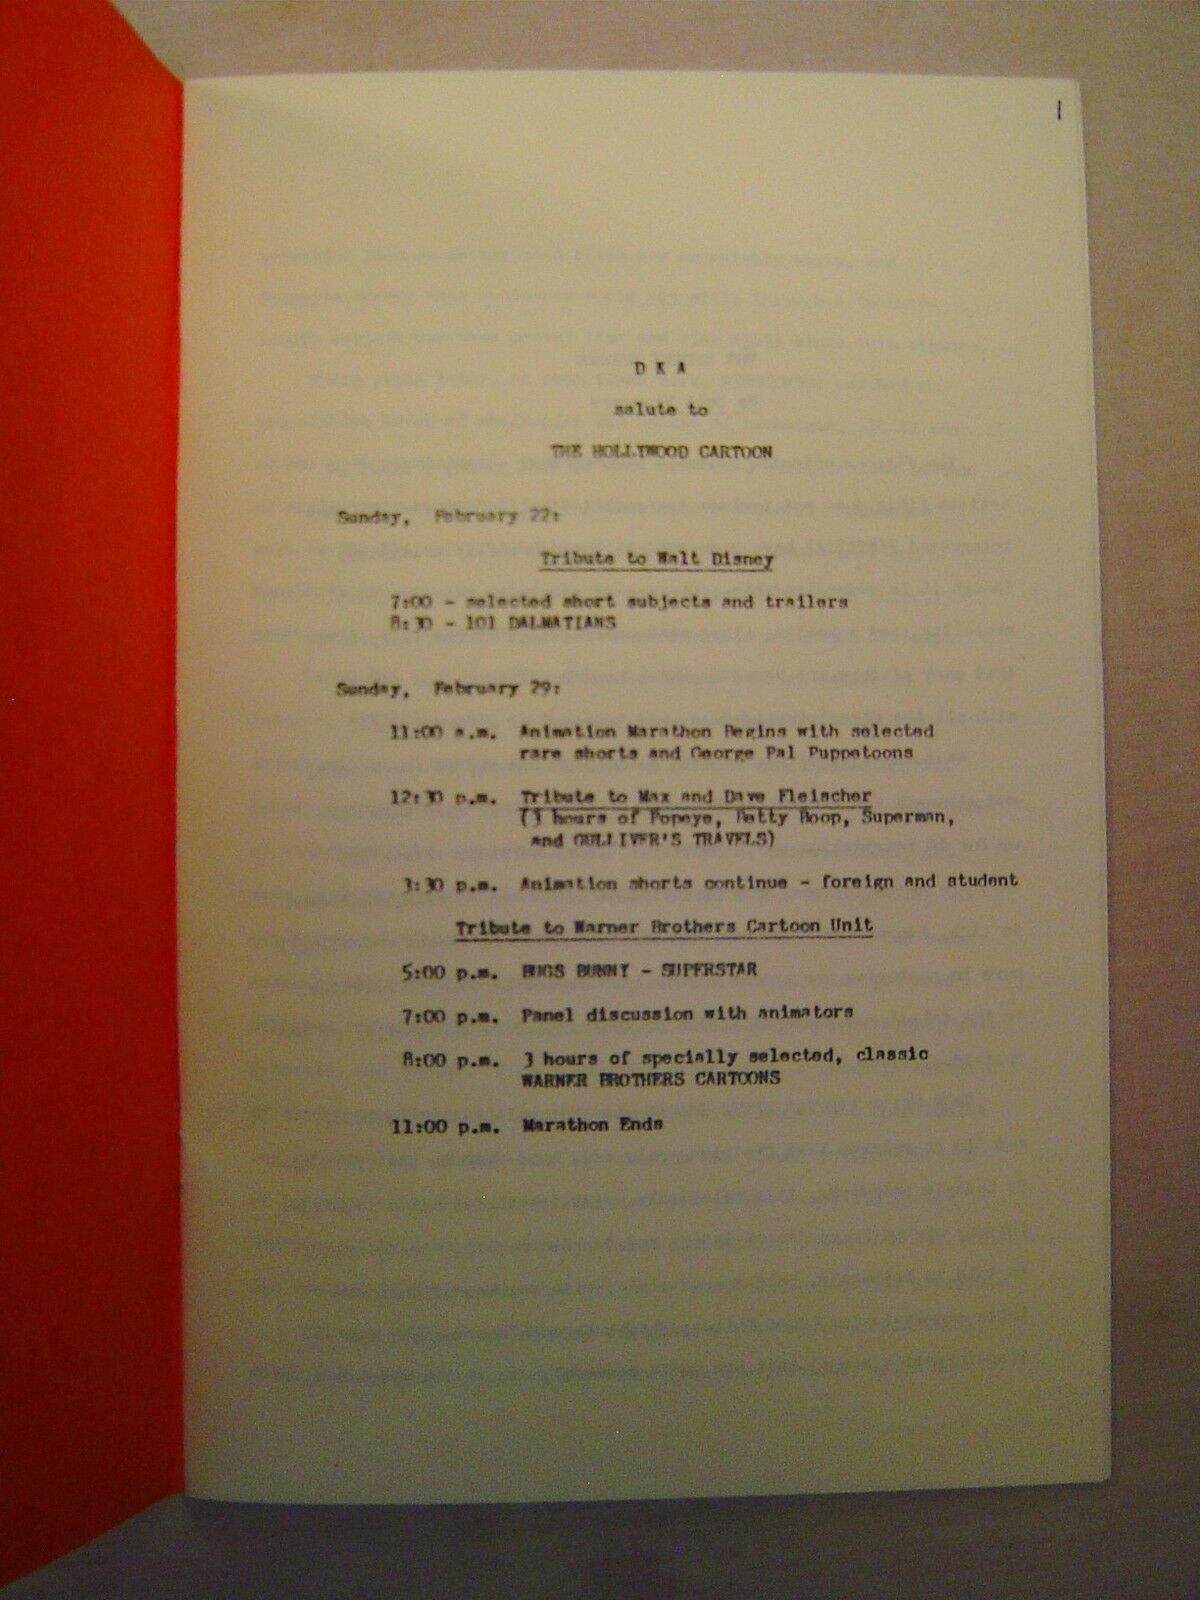 1
D K A
salute to
THE HOLLYWOOD CARTOON
Sunday, February 22:
Tribute to Walt Disney
7:00 - selected short subjects and trailers
8:30 - 101 DALMATIANS
Sunday, February 29:
11:00 a.m. Animation Marathon Begins with selected
rare shorts and George Pal Puppetoons
12:30 p.m. Tribute to Max and Dave Fleischer
(3 hours of Popeye, Betty Boop, Superman,
and GULLIVER'S TRAVELS)
3:30 p.m. Animation shorts continue - foreign and student
Tribute to Warner Brothers Cartoon Unit
5:00 p.m. BUGS BUNNY - SUPERSTAR
7:00 p.m. Panel discussion with animators
8:00 p.m. 3 hours of specially selected, classic
WARNER BROTHERS CARTOONS
11:00 p.m. Marathon Ends